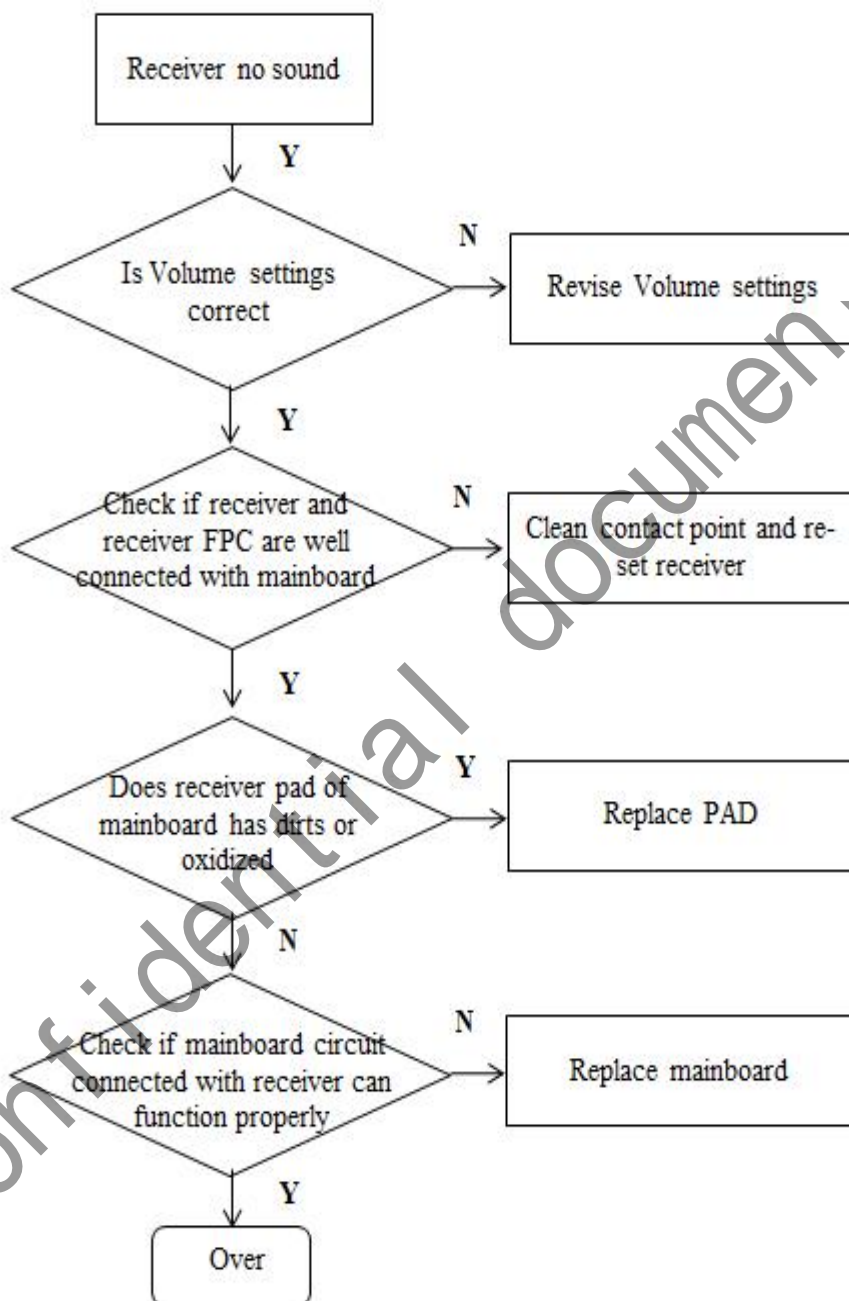 Receiver no sound
Y
Is Volume settings
correct
N
Revise Volume settings
Y
Check if receiver and
receiver FPC are well
connected with mainboard
N
Clean contact point and re-
set receiver
Y
Does receiver pad of
mainboard has dirts or
oxidized
Y
Replace PAD
N
Check if mainboard circuit
connected with receiver can
function properly
N
Replace mainboard
Y
Over
onfidential documen